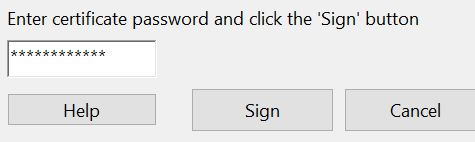 Enter certificate password and click the 'Sign' button
************
Help Sign Cancel